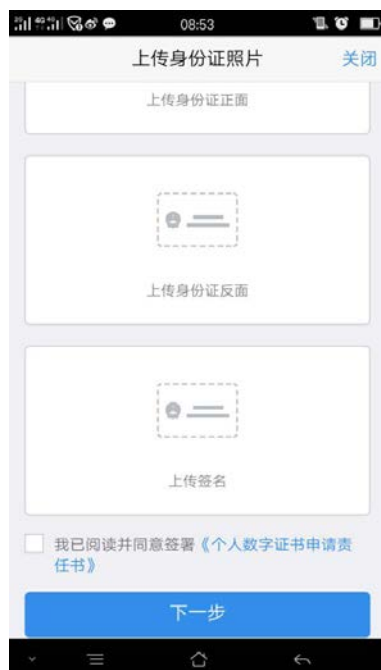 08:53
上传身份证照片
关闭
上传身份证正面
上传身份证反面
上传签名
我已阅读并同意签署《个人数字证书申请责
任书》
下一步